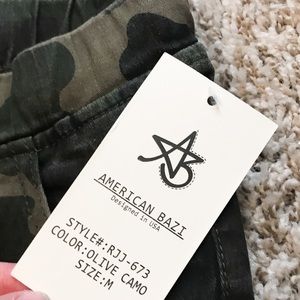 AMERICAN BAZI
Designed in USA
STYLE#:RJJ-673
COLOR:OLIVE CAMO
SIZE:M